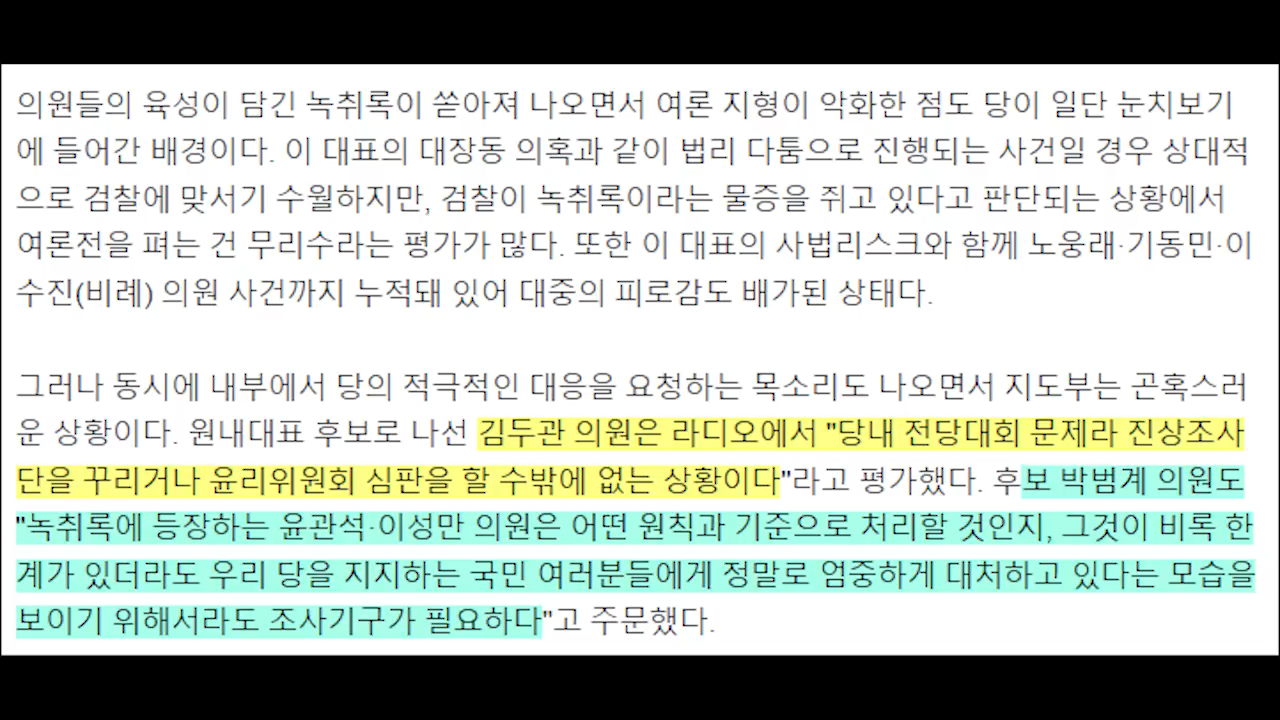 의원들의 육성이 담긴 녹취록이 쏟아져 나오면서 여론 지형이 악화한 점도 당이 일단 눈치보기
에 들어간 배경이다. 이 대표의 대장동 의혹과 같이 법리 다툼으로 진행되는 사건일 경우 상대적
으로 검찰에 맞서기 수월하지만, 검찰이 녹취록이라는 물증을 쥐고 있다고 판단되는 상황에서
여론전을 펴는 건 무리수라는 평가가 많다. 또한 이 대표의 사법리스크와 함께 노웅래·기동민·이
수진(비례) 의원 사건까지 누적돼 있어 대중의 피로감도 배가된 상태다.
그러나 동시에 내부에서 당의 적극적인 대응을 요청하는 목소리도 나오면서 지도부는 곤혹스러
운 상황이다. 원내대표 후보로 나선 김두관 의원은 라디오에서 "당내 전당대회 문제라 진상조사
단을 꾸리거나 윤리위원회 심판을 할 수밖에 없는 상황이다"라고 평가했다. 후보 박범계 의원도
"녹취록에 등장하는 윤관석·이성만 의원은 어떤 원칙과 기준으로 처리할 것인지, 그것이 비록 한
계가 있더라도 우리 당을 지지하는 국민 여러분들에게 정말로 엄중하게 대처하고 있다는 모습을
보이기 위해서라도 조사기구가 필요하다"고 주문했다.